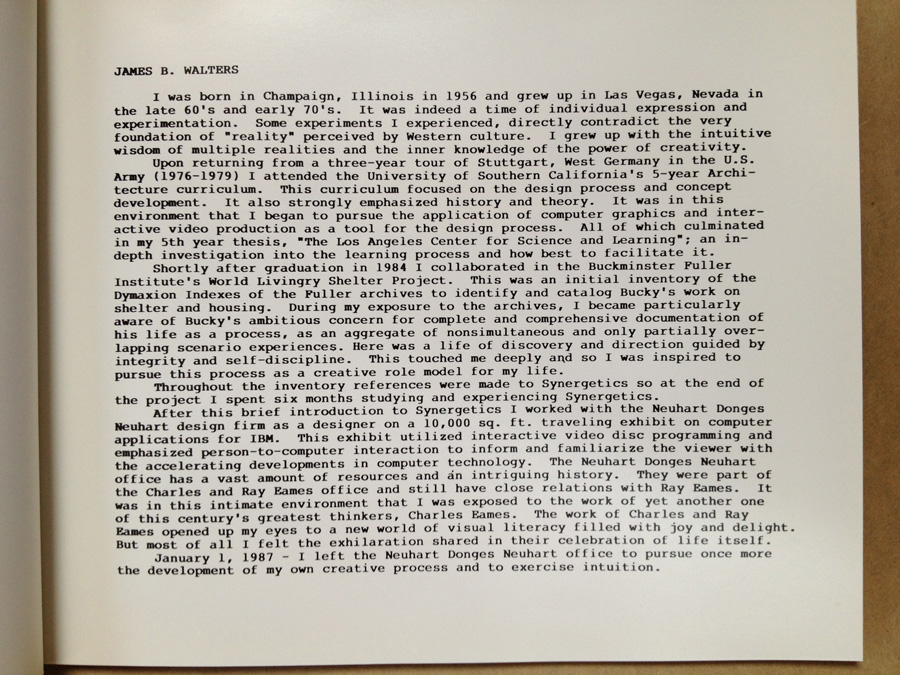 JAMES B. WALTERS
I was born in Champaign, Illinois in 1956 and grew up in Las Vegas, Nevada in
the late 60's and early 70's. It was indeed a time of individual expression and
experimentation. Some experiments I experienced, directly contradict the very
foundation of "reality" perceived by Western culture. I grew up with the intuitive
wisdom of multiple realities and the inner knowledge of the power of creativity.
Upon returning from a three-year tour of Stuttgart, West Germany in the U.S.
Army (1976-1979) I attended the University of Southern California's 5-year Archi-
tecture curriculum. This curriculum focused on the design process and concept
development. It also strongly emphasized history and theory. It was in this
environment that I began to pursue the application of computer graphics and inter-
active video production as a tool for the design process. All of which culminated
in my 5th year thesis, "The Los Angeles Center for Science and Learning"; an in-
depth investigation into the learning process and how best to facilitate it.
Shortly after graduation in 1984 I collaborated in the Buckminster Fuller
Institute's World Livingry Shelter Project. This was an initial inventory of the
Dymaxion Indexes of the Fuller archives to identify and catalog Bucky's work on
shelter and housing. During my exposure to the archives, I became particularly
aware of Bucky's ambitious concern for complete and comprehensive documentation of
his life as a process, as an aggregate of nonsimultaneous and only partially over-
lapping scenario experiences. Here was a life of discovery and direction guided by
integrity and self-discipline. This touched me deeply and so I was inspired to
pursue this process as a creative role model for my life.
Throughout the inventory references were made to Synergetics so at the end of
the project I spent six months studying and experiencing Synergetics.
After this brief introduction to Synergetics I worked with the Neuhart Donges
Neuhart design firm as a designer on a 10,000 sq. ft. traveling exhibit on computer
applications for IBM. This exhibit utilized interactive video disc programming and
emphasized person-to-computer interaction to inform and familiarize the viewer with
the accelerating developments in computer technology. The Neuhart Donges Neuhart
office has a vast amount of resources and an intriguing history. They were part of
the Charles and Ray Eames office and still have close relations with Ray Eames. It
was in this intimate environment that I was exposed to the work of yet another one
of this century's greatest thinkers, Charles Eames. The work of Charles and Ray
Eames opened up my eyes to a new world of visual literacy filled with joy and delight.
But most of all I felt the exhilaration shared in their celebration of life itself.
January 1, 1987 - I left the Neuhart Donges Neuhart office to pursue once more
the development of my own creative process and to exercise intuition.